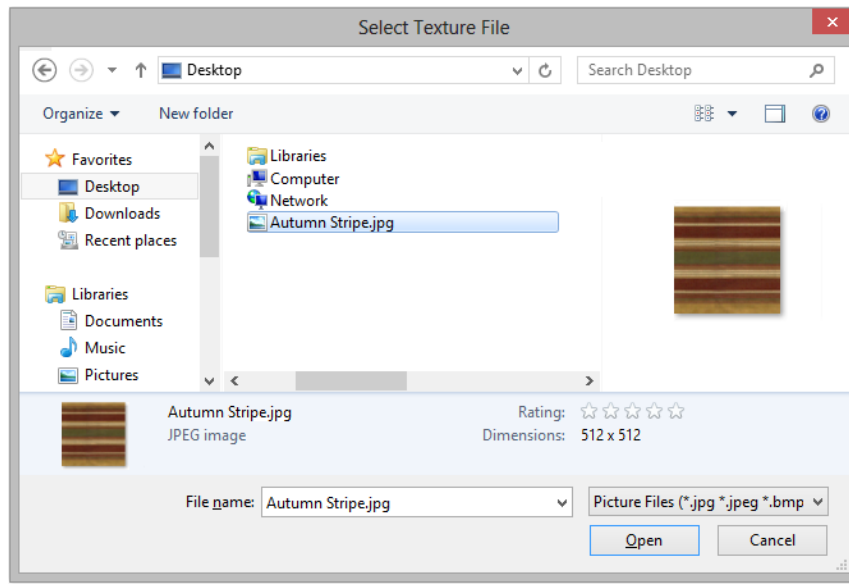 Select Texture File
Desktop
Search Desktop
Organize
New folder
Favorites
Desktop
Downloads
Recent places
Libraries
Documents
Music
Pictures
Libraries
Computer
Network
Autumn Stripe.jpg
Autumn Stripe.jpg
JPEG image
Rating:
Dimensions: 512 x 512
File name: Autumn Stripe.jpg
Picture Files (*.jpg *.jpeg *.bmp
Open
Cancel